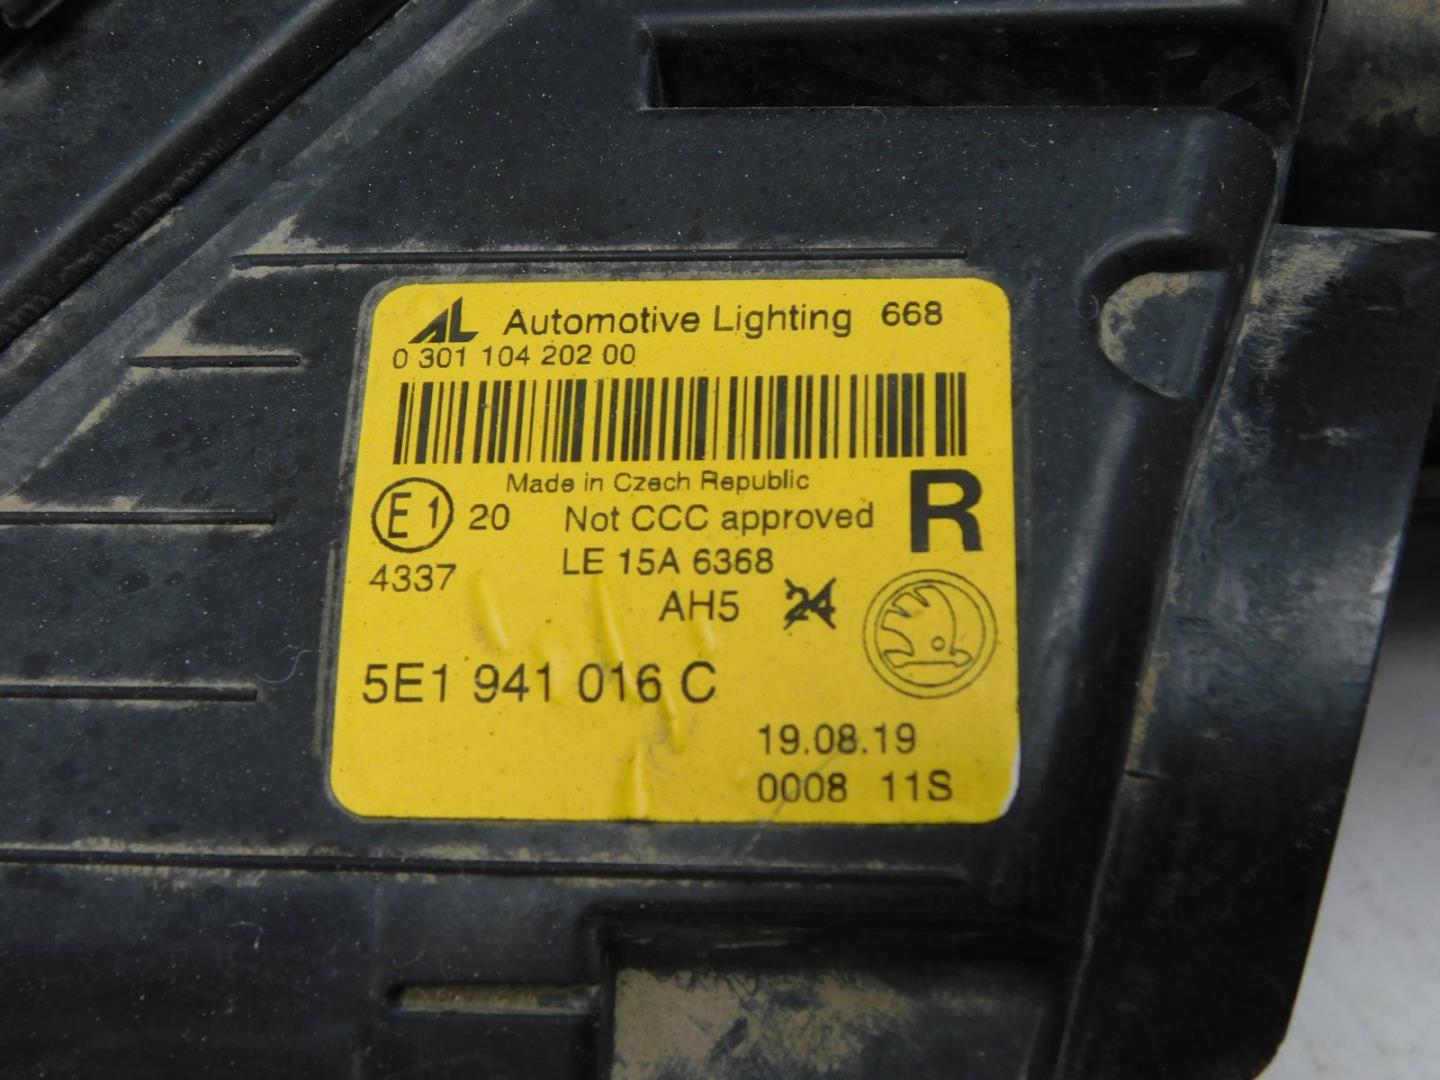 AL Automotive Lighting 668
0 301 104 202 00
Made in Czech Republic
E1 20 Not CCC approved R
4337 LE 15A 6368
AH5 24
5E1 941 016 C
19.08.19
0008 11S